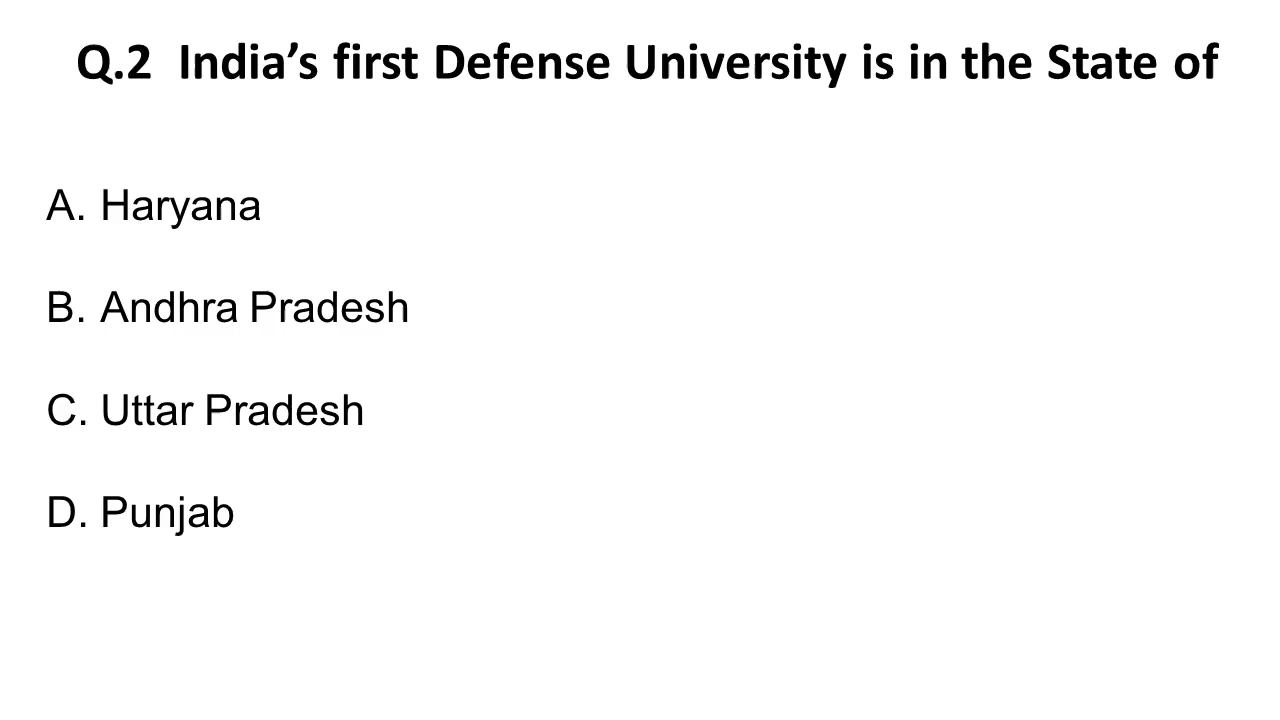 Q.2  India’s first Defense University is in the State of
A. Haryana
B. Andhra Pradesh
C. Uttar Pradesh
D. Punjab